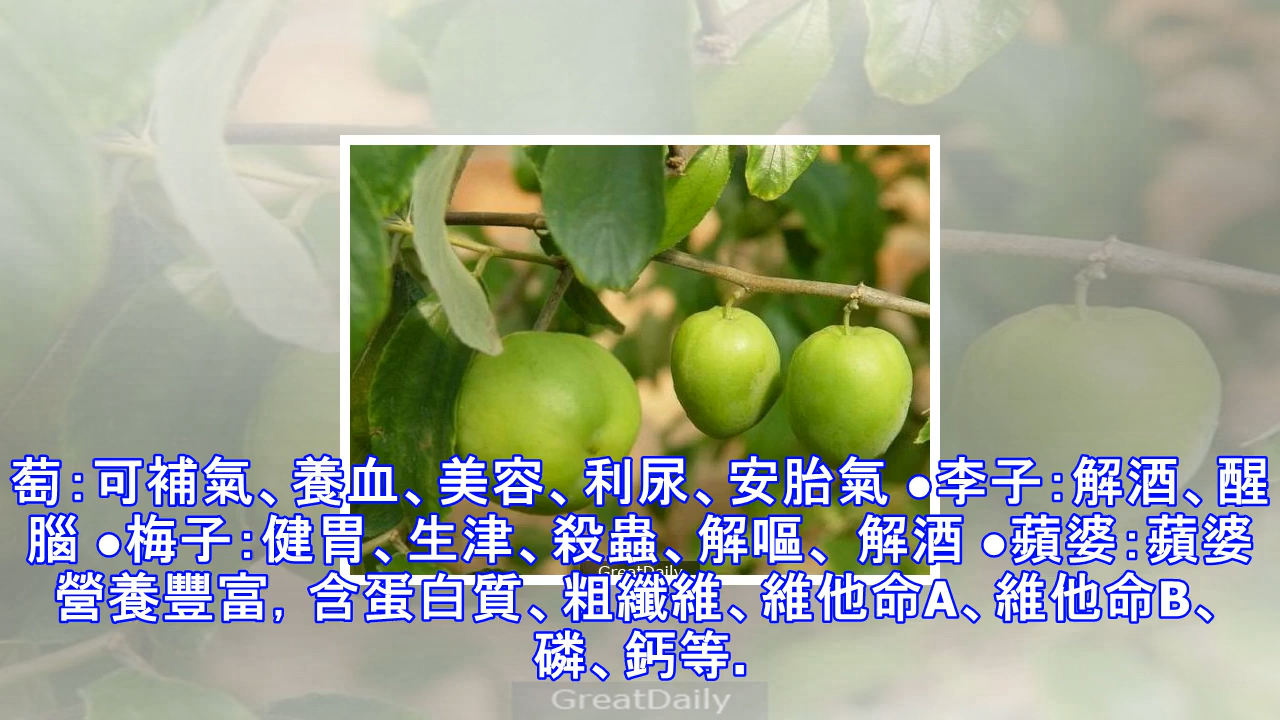 萄：可補氣、養血、美容、利尿、安胎氣 ●李子：解酒、醒
腦 ●梅子：健胃、生津、殺蟲、解嘔、 解酒 ●蘋婆：蘋婆
GreatDaily
營養豐富, 含蛋白質、粗纖維、維他命A、維他命B、
磷、鈣等.
GreatDaily